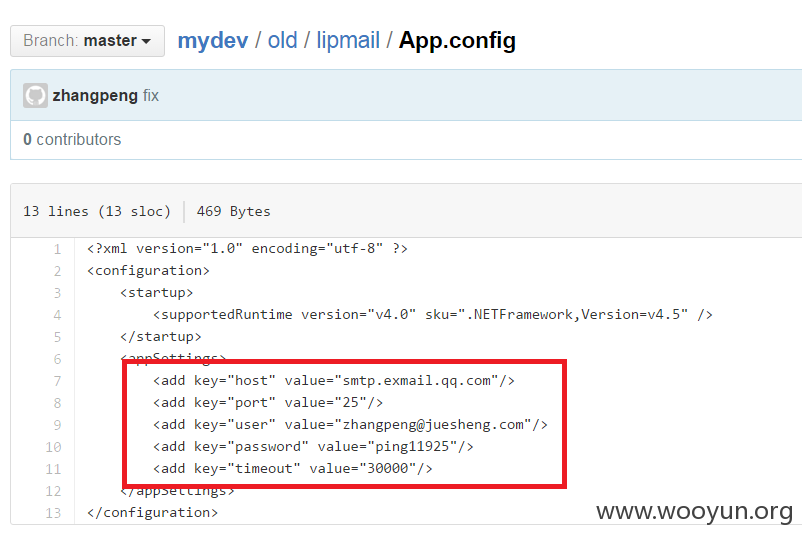 Branch: master mydev / old / lipmail / App.config
zhangpeng fix
0 contributors
13 lines (13 sloc) 469 Bytes
1 <?xml version="1.0" encoding="utf-8" ?>
2 <configuration>
3 <startup>
4 <supportedRuntime version="v4.0" sku=".NETFramework,Version=v4.5" />
5 </startup>
6 <appSettings>
7 <add key="host" value="smtp.exmail.qq.com"/>
8 <add key="port" value="25"/>
9 <add key="user" value="zhangpeng@juesheng.com"/>
10 <add key="password" value="ping11925"/>
11 <add key="timeout" value="30000"/>
12 </appSettings>
13 </configuration>
www.wooyun.org